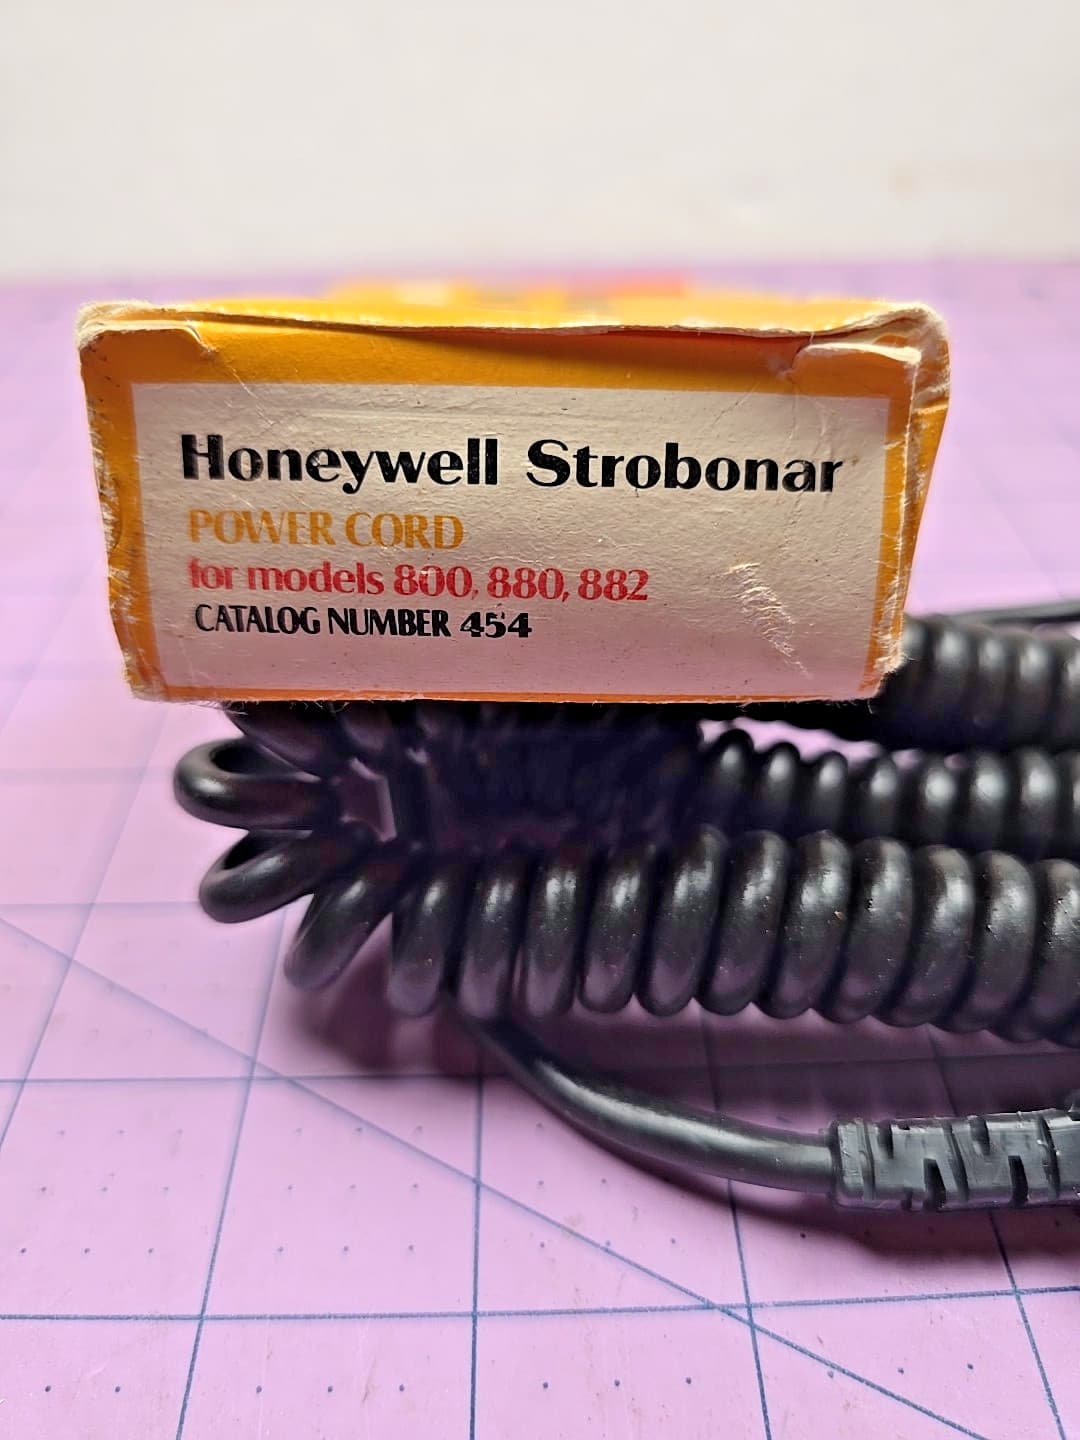 Honeywell Strobonar
POWER CORD
for models 800, 880, 882
CATALOG NUMBER 454